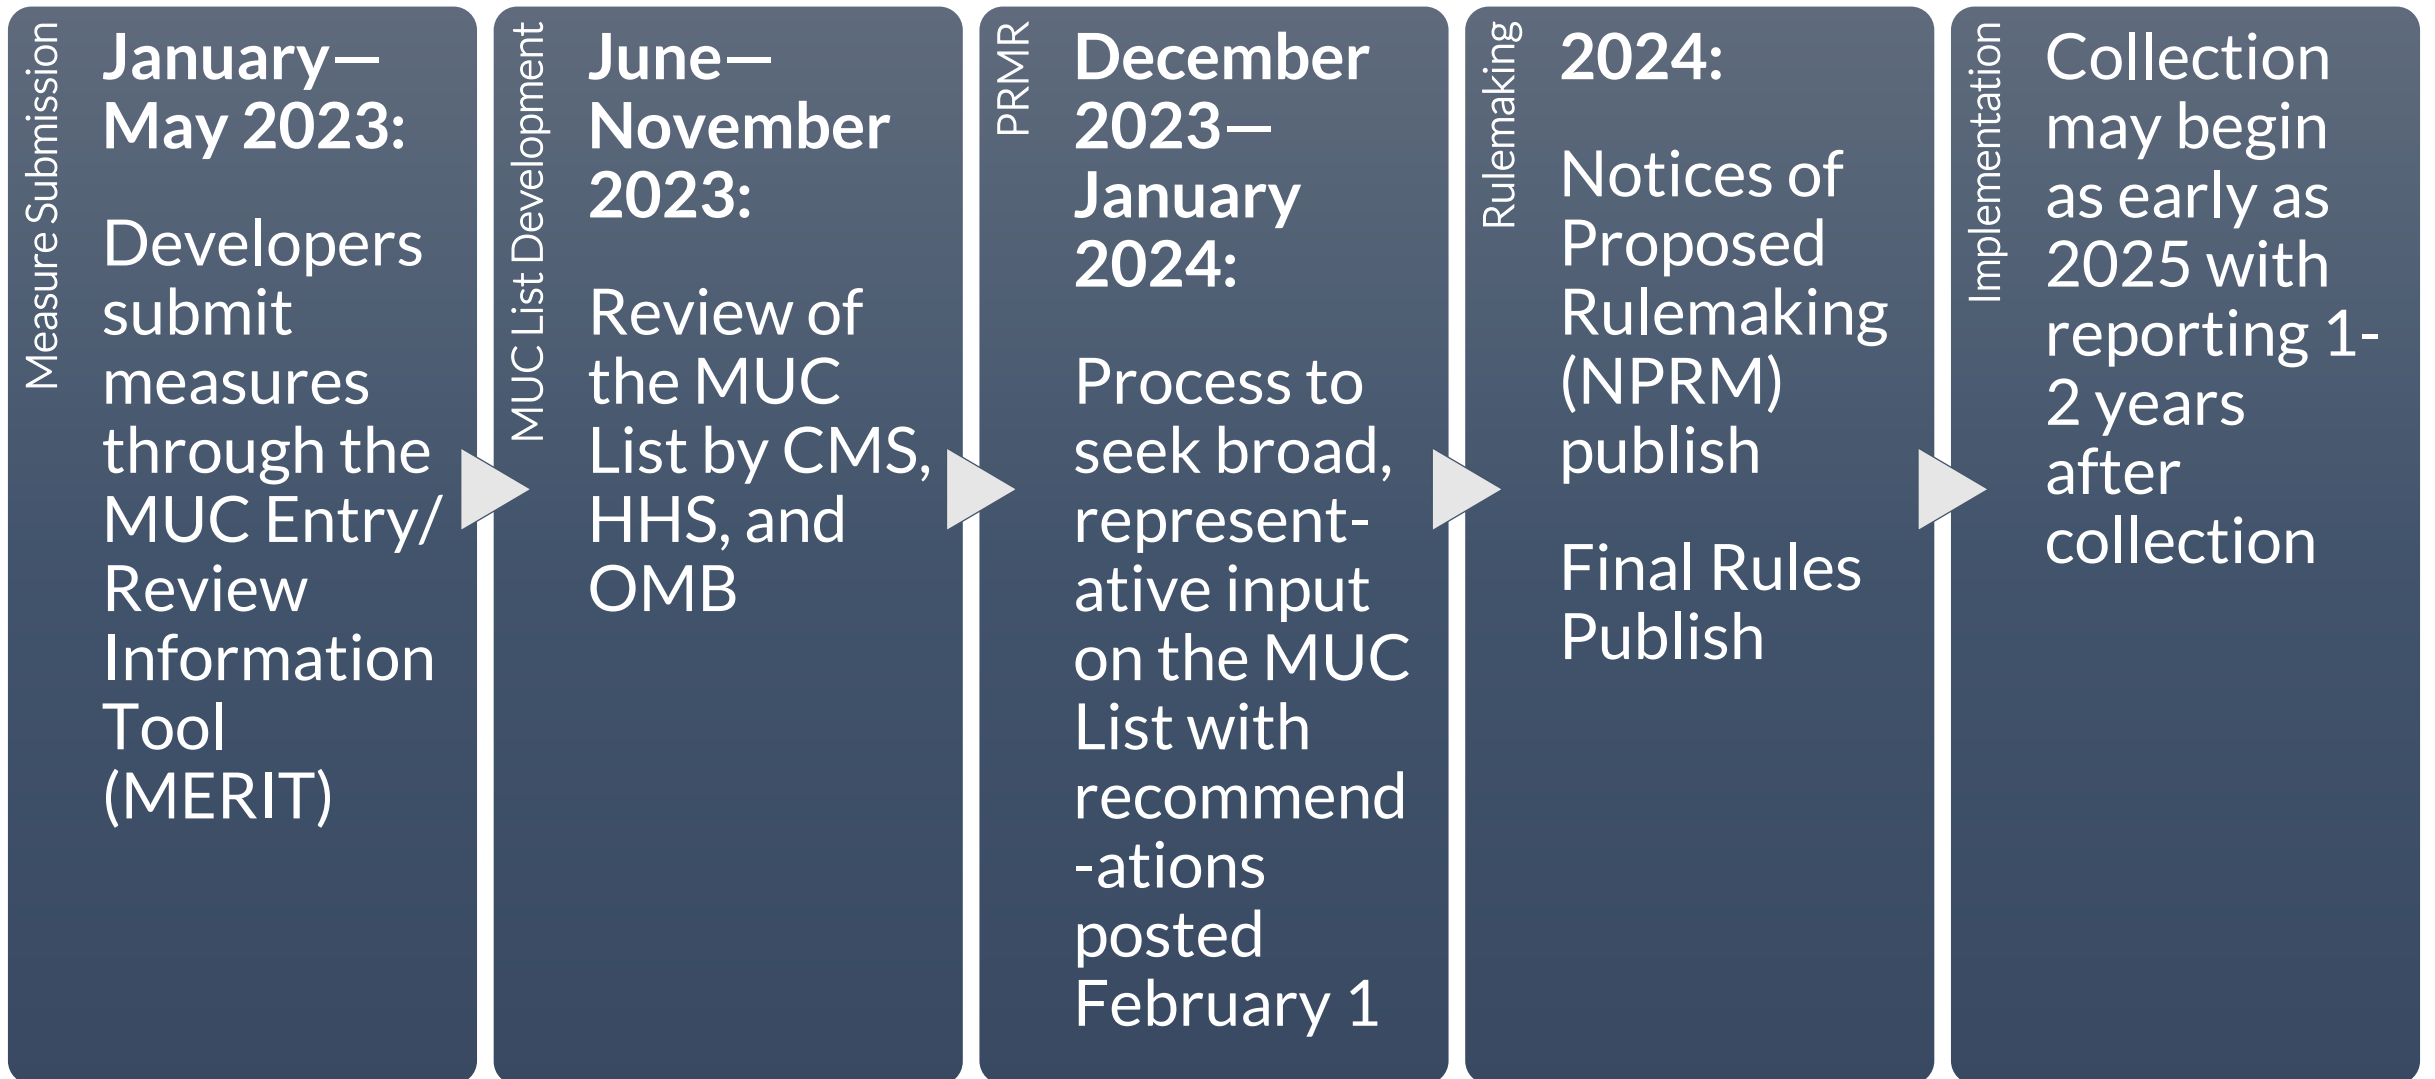 Measure Submission
January—
May 2023:
Developers
submit
measures
through the
MUC Entry/
Review
Information
Tool
(MERIT)
MUC List Development
June—
November
2023:
Review of
the MUC
List by CMS,
HHS, and
OMB
PRMR
December
2023—
January
2024:
Process to
seek broad,
represent-
ative input
on the MUC
List with
recommend
-ations
posted
February 1
Rulemaking
2024:
Notices of
Proposed
Rulemaking
(NPRM)
publish
Final Rules
Publish
Implementation
Collection
may begin
as early as
2025 with
reporting 1-
2 years
after
collection